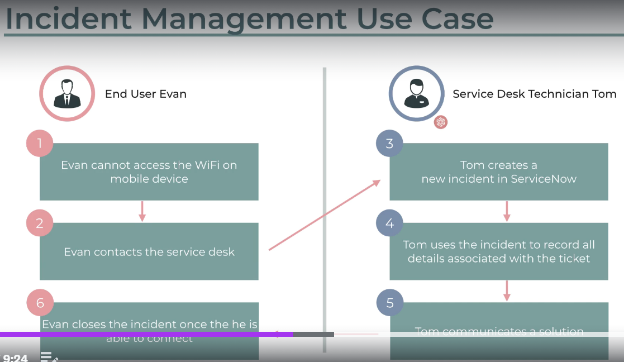 Incident Management Use Case
End User Evan
1
Evan cannot access the WiFi on
mobile device
2
Evan contacts the service desk
6
Evan closes the incident once the he is
able to connect
Service Desk Technician Tom
3
Tom creates a
new incident in ServiceNow
4
Tom uses the incident to record all
details associated with the ticket
5
Tom communicates a solution
9:24